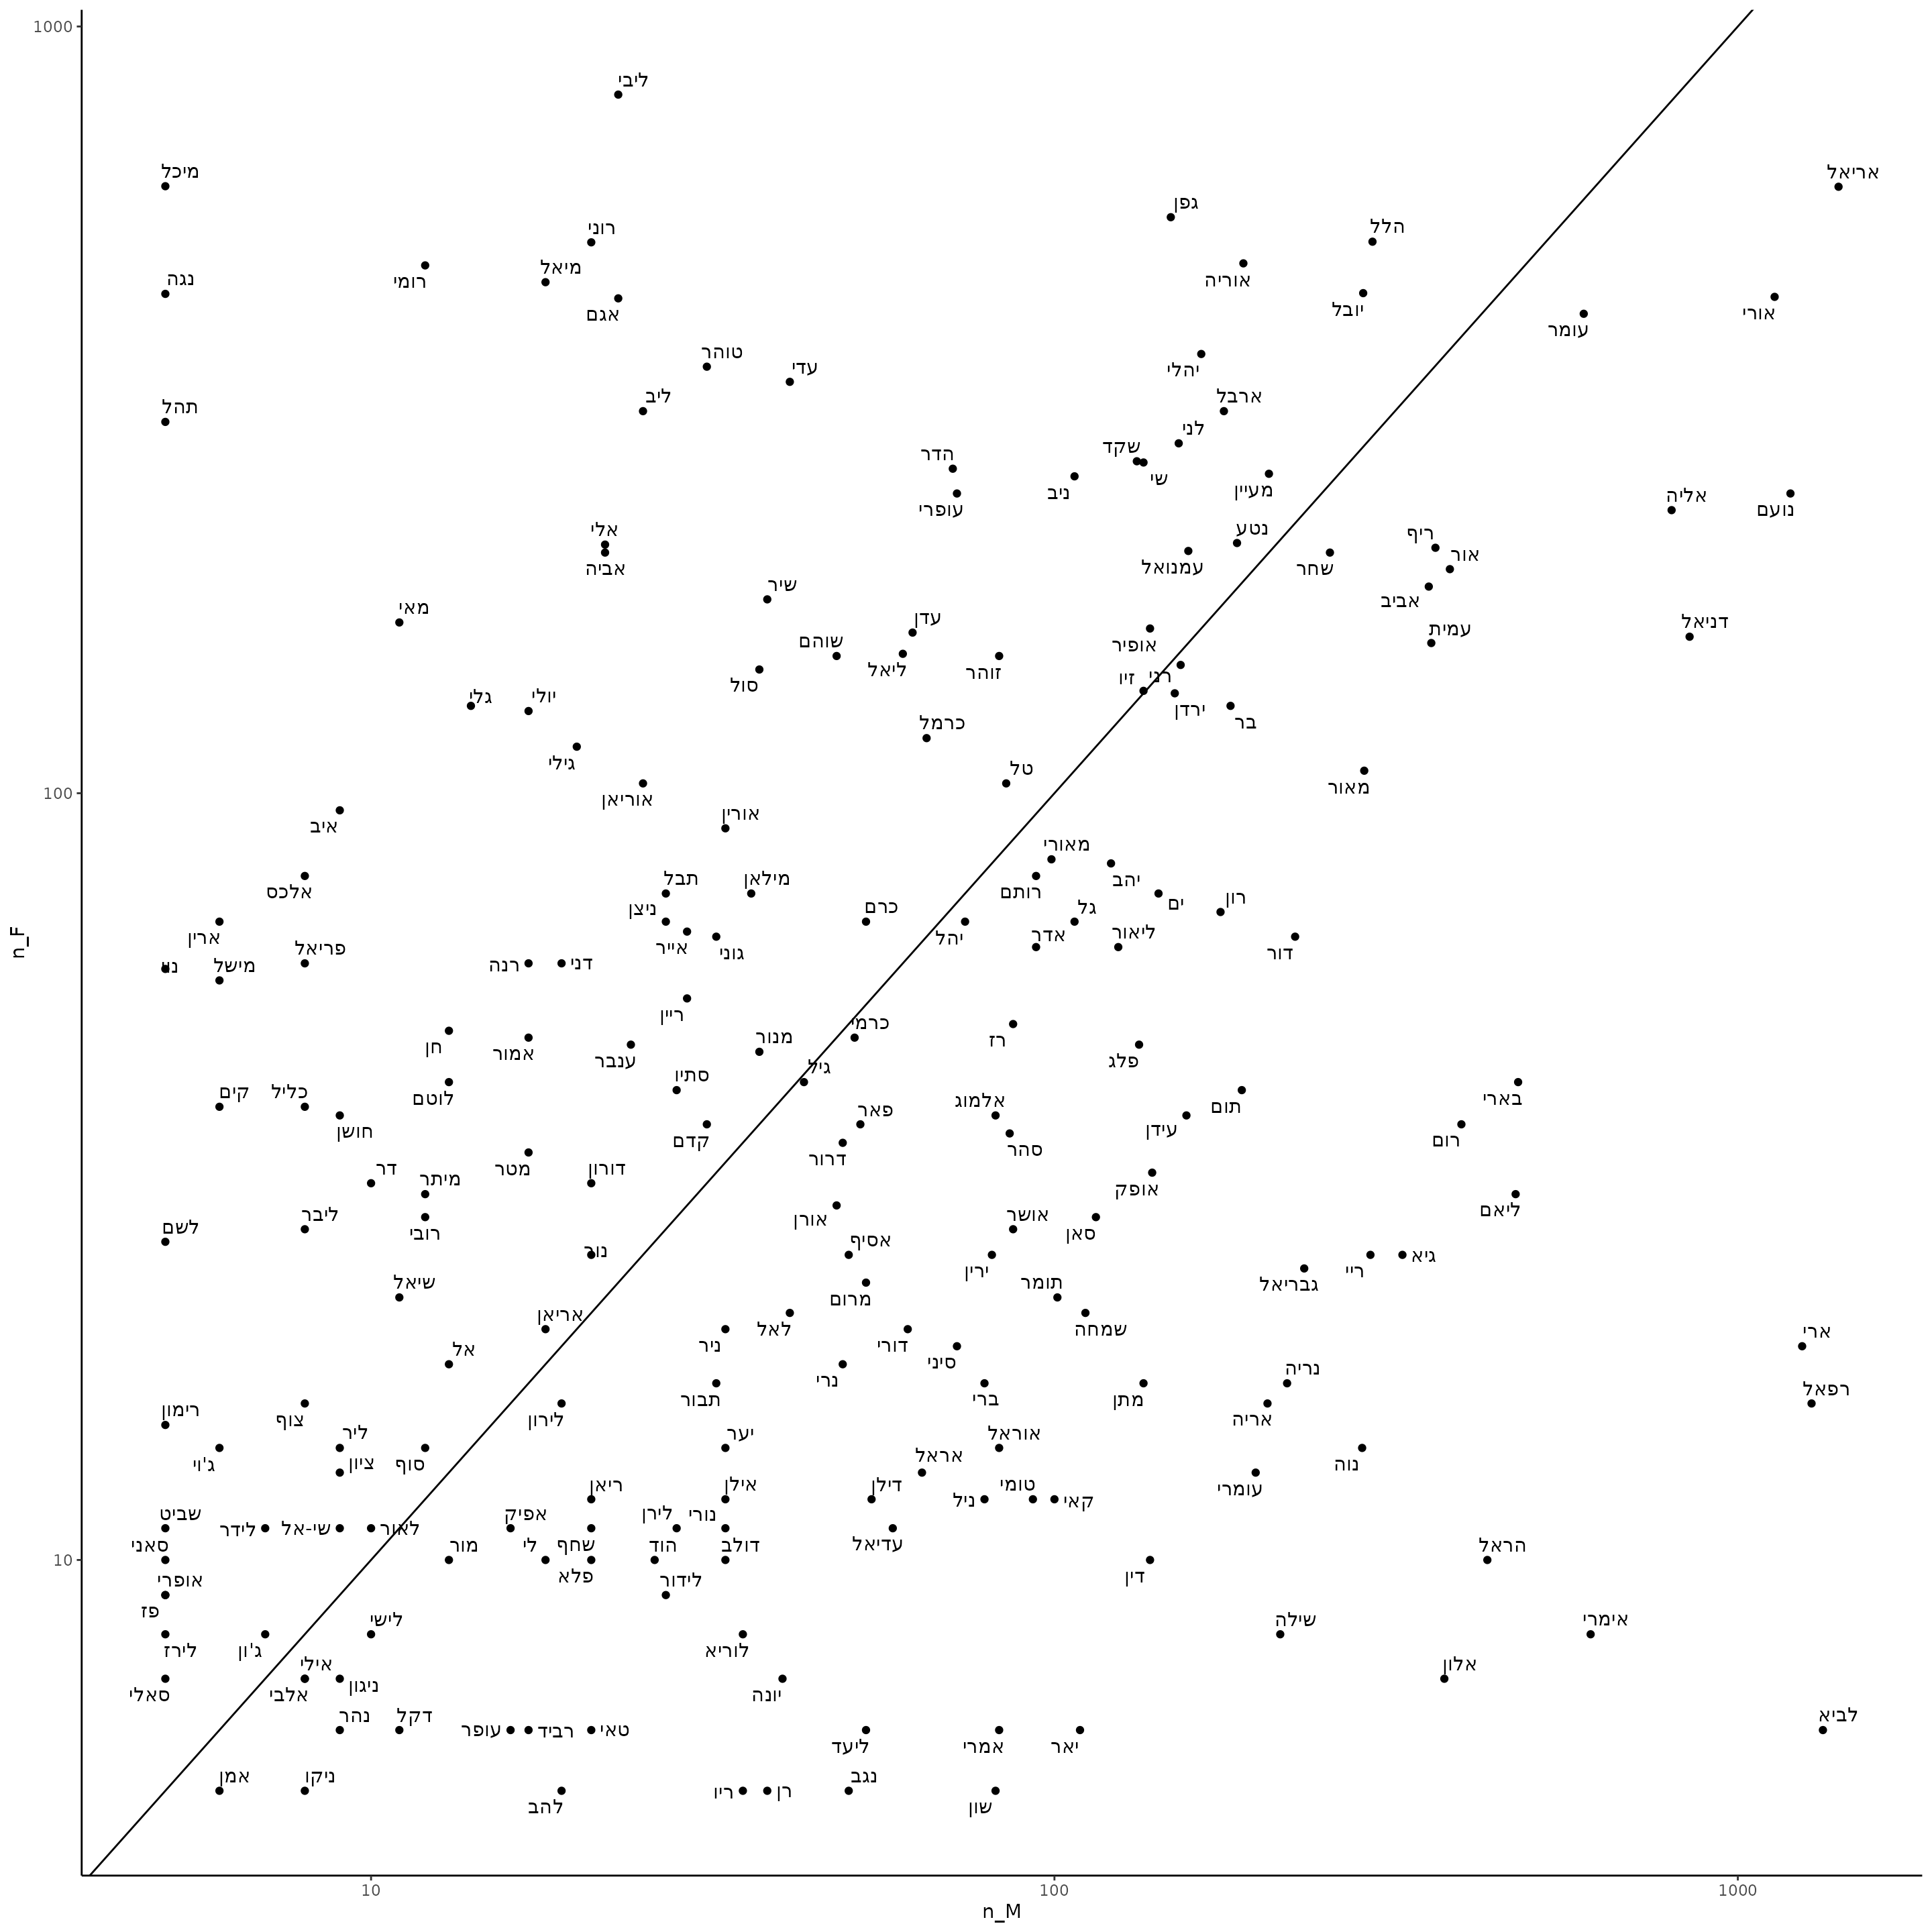 1000
ליבי
מיכל
אריאל
גפן
הלל
רוני
מיאל
רומי
אוריה
נגה
יובל
אורי
אגם
עומר
טוהר
עדי
יהלי
ליב
ארבל
תהל
לני
שקד
שי
הדר
ניב
מעיין
עופרי
אליה
נועם
נטע
ריף
אור
אלי
אביה
עמנואל
שחר
אביב
שיר
מאי
עדן
אופיר
עמית
דניאל
שוהם
ליאל
זוהר
סול
רני
זיו
ירדן
בר
גלי
יולי
כרמל
גילי
טל
מאור
100
אוריאן
איב
אורין
מאורי
יהב
רותם
אלכס
תבל
מילאן
ים
רון
ניצן
כרם
יהל
גל
ארין
אייר
גוני
אדר
ליאור
דור
פריאל
רנה
דני
מישל
n_F
ריין
חן
אמור
ענבר
מנור
כרמי
רז
פלג
גיל
לוטם
סתיו
תום
בארי
קים
כליל
חושן
אלמוג
עידן
קדם
פאר
סהר
רום
דרור
מטר
דר
מיתר
דורון
אופק
ליאם
אורן
רובי
סאן
ליבר
אושר
לשם
נור
אסיף
ירין
ריי
גיא
גבריאל
מרום
שיאל
תומר
לאל
שמחה
אריאן
ניר
דורי
סיני
ארי
אל
נרי
תבור
ברי
מתן
נריה
לירון
צוף
אריה
רפאל
רימון
ג'וי
ליר
סוף
יער
אוראל
נוה
ציון
אראל
עומרי
ריאן
אילן
דילן
ניל
טומי
קאי
שביט
לידר
שי-אל
לאור
אפיק
שחף
לירן
נורי
עדיאל
10
סאני
מור
לי
פלא
הוד
דולב
דין
הראל
אופרי
לידור
פז
לירז
ג'ון
לישי
לוריא
שילה
אימרי
סאלי
אילי
אלבי
ניגון
יונה
אלון
נהר
דקל
עופר
רביד
טאי
ליעד
אמרי
יאר
לביא
אמן
ניקו
להב
ריו
רן
נגב
שון
10
100
1000
n_M